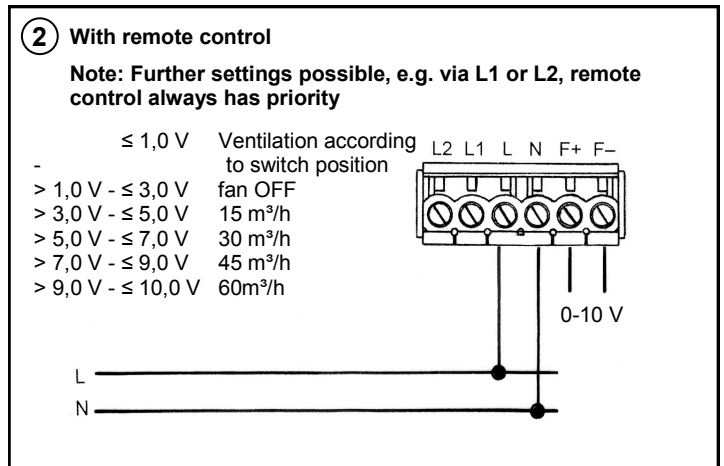 2 With remote control
Note: Further settings possible, e.g. via L1 or L2, remote
control always has priority
≤ 1,0 V Ventilation according
- to switch position
> 1,0 V - ≤ 3,0 V fan OFF
> 3,0 V - ≤ 5,0 V 15 m³/h
> 5,0 V - ≤ 7,0 V 30 m³/h
> 7,0 V - ≤ 9,0 V 45 m³/h
> 9,0 V - ≤ 10,0 V 60m³/h
L2 L1 L N F+ F–
0-10 V
L
N